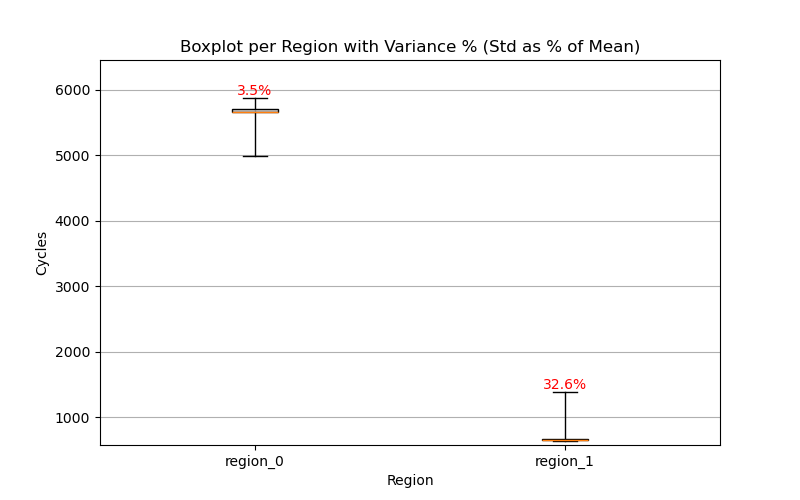 Boxplot per Region with Variance % (Std as % of Mean)
6000
5000
4000
3000
2000
1000
Cycles
3.5%
32.6%
region_0
region_1
Region